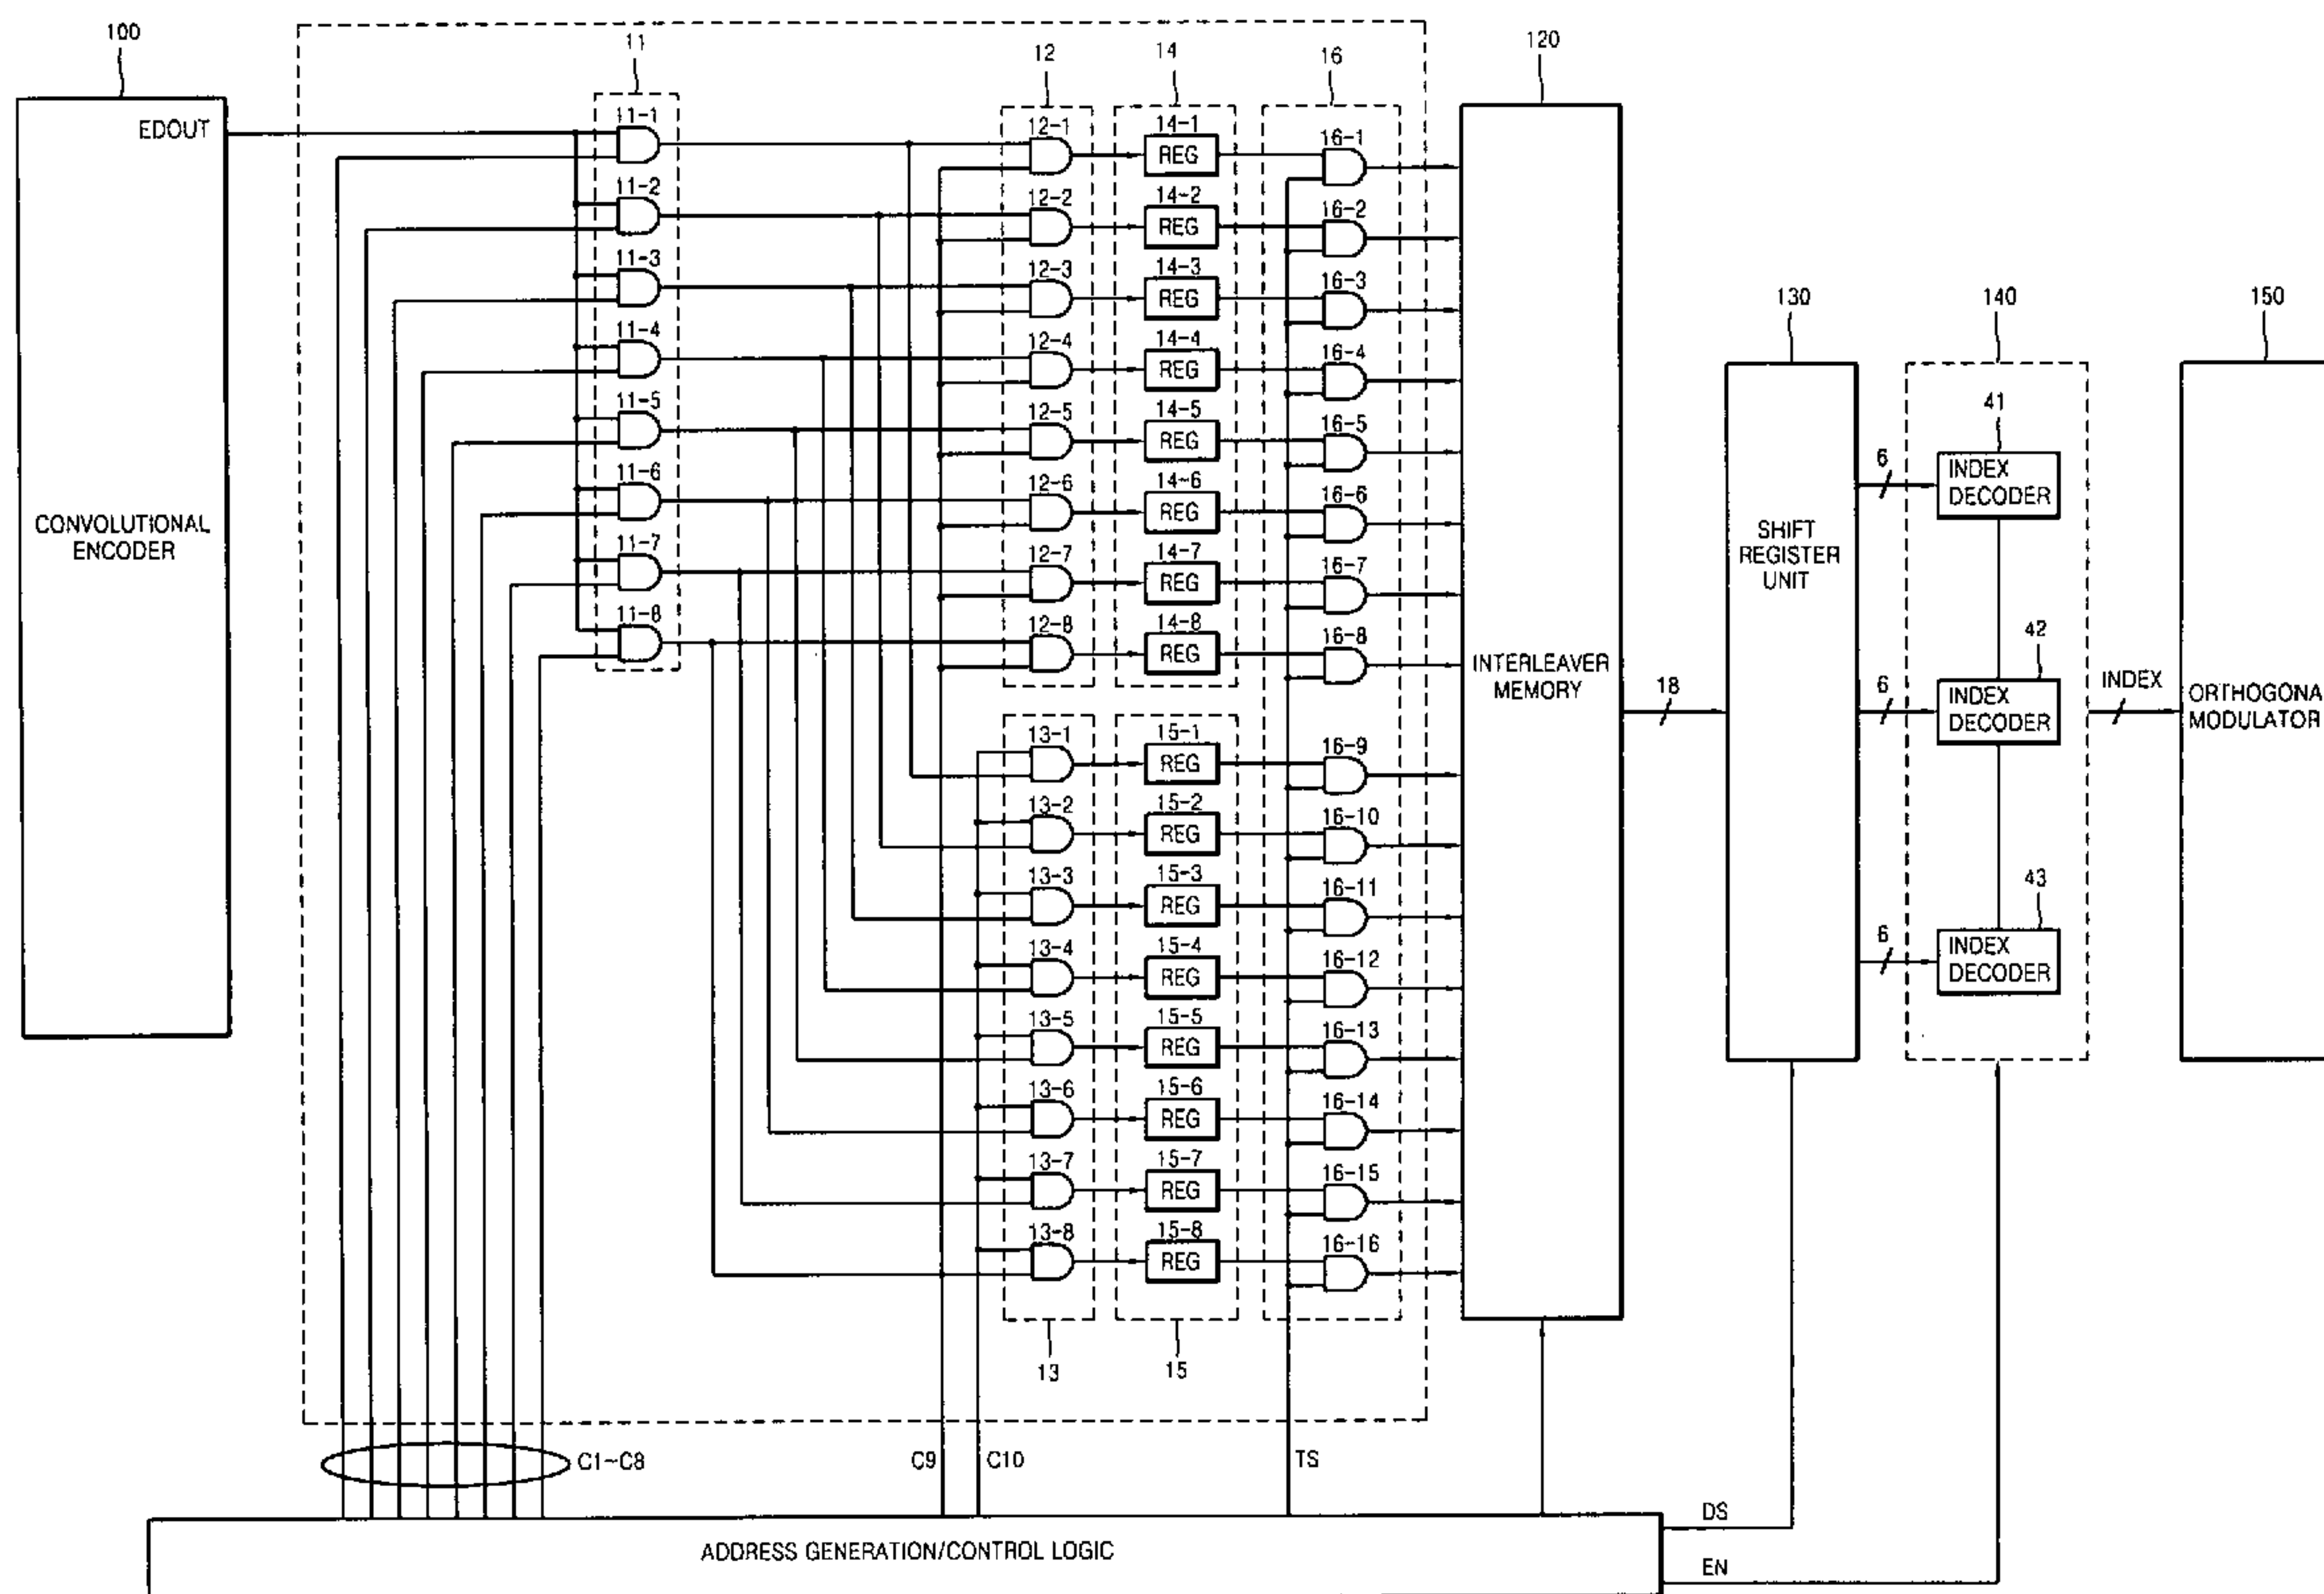 100
11
12
14
16
120
EDOUT
11-1
11-2
11-3
11-4
11-5
11-6
11-7
11-8
12-1
12-2
12-3
12-4
12-5
12-6
12-7
12-8
14-1
REG
14-2
REG
14-3
REG
14-4
REG
14-5
REG
14-6
REG
14-7
REG
14-8
REG
16-1
16-2
16-3
16-4
16-5
16-6
16-7
16-8
13-1
13-2
13-3
13-4
13-5
13-6
13-7
13-8
15-1
REG
15-2
REG
15-3
REG
15-4
REG
15-5
REG
15-6
REG
15-7
REG
15-8
REG
16-9
16-10
16-11
16-12
16-13
16-14
16-15
16-16
13
15
CONVOLUTIONAL
ENCODER
INTERLEAVER
MEMORY
18
130
SHIFT
REGISTER
UNIT
6
6
6
140
41
INDEX
DECODER
42
INDEX
DECODER
43
INDEX
DECODER
INDEX
150
ORTHOGONA
MODULATOR
C1~C8
C9
C10
TS
DS
EN
ADDRESS GENERATION/CONTROL LOGIC